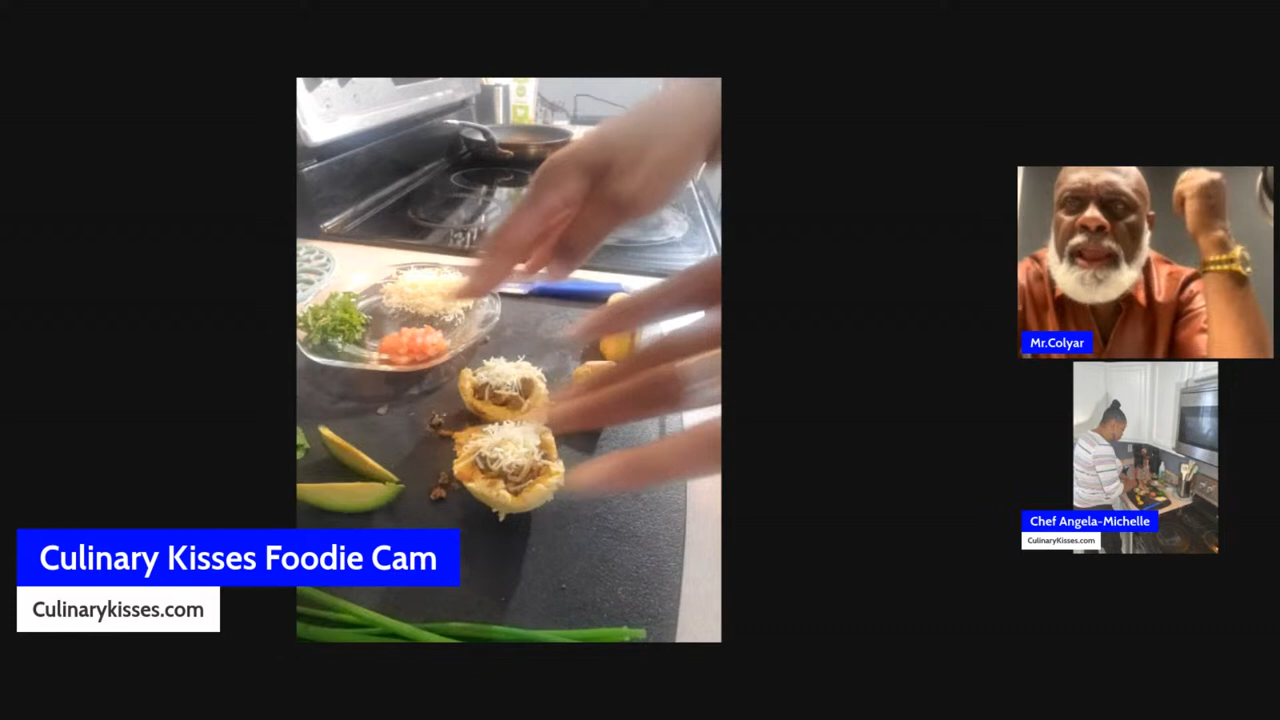 Culinary Kisses Foodie Cam
Culinarykisses.com
Mr.Colyar
Chef Angela-Michelle
CulinaryKisses.com